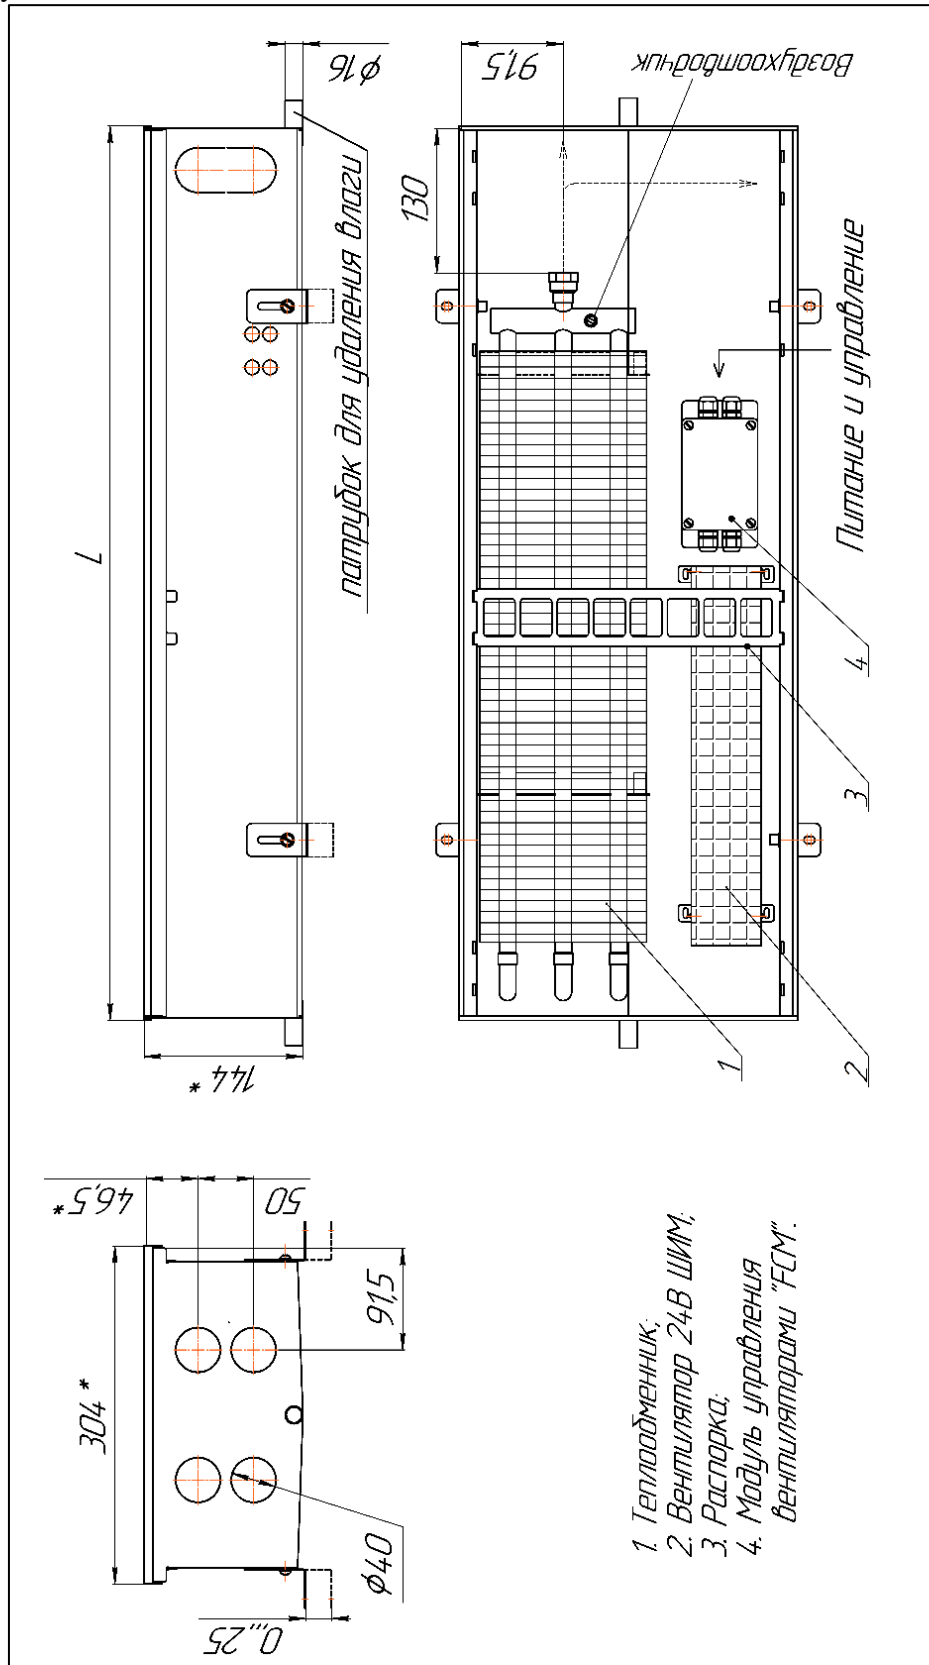 L
144 *
ϕ16
патрубок для удаления влаги
91,5
130
Воздухоотводчик
Питание и управление
1
2
3
4
46,5*
50
304 *
91,5
ϕ40
0,,,25
1. Теплообменник;
2. Вентилятор 24В ШИМ;
3. Распорка;
4. Модуль управления
вентиляторами "FCM".